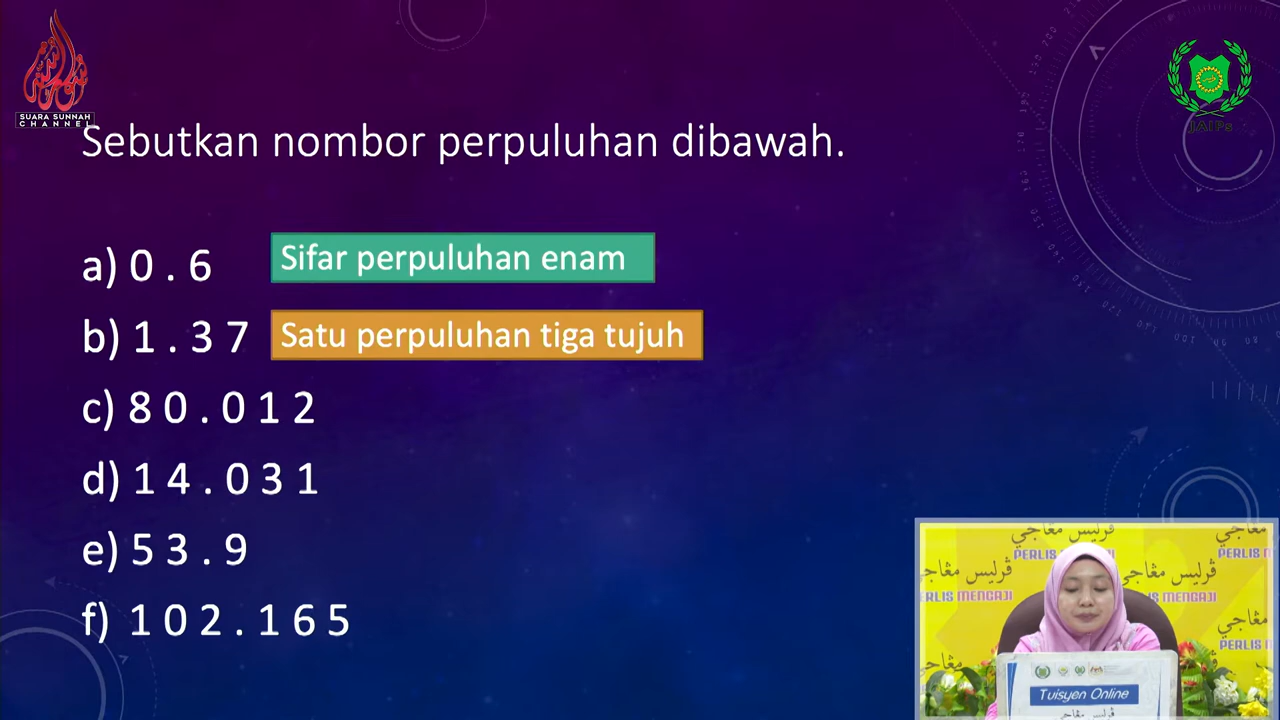 SUARA SUNNAH
CHANNEL
JAIPs
Sebutkan nombor perpuluhan dibawah.
a) 0 . 6
Sifar perpuluhan enam
b) 1 . 3 7
Satu perpuluhan tiga tujuh
c) 8 0 . 0 1 2
d) 1 4 . 0 3 1
e) 5 3 . 9
f) 1 0 2 . 1 6 5
ڤرليس مڠاجي
PERLIS MENGAJI
Tuisyen Online